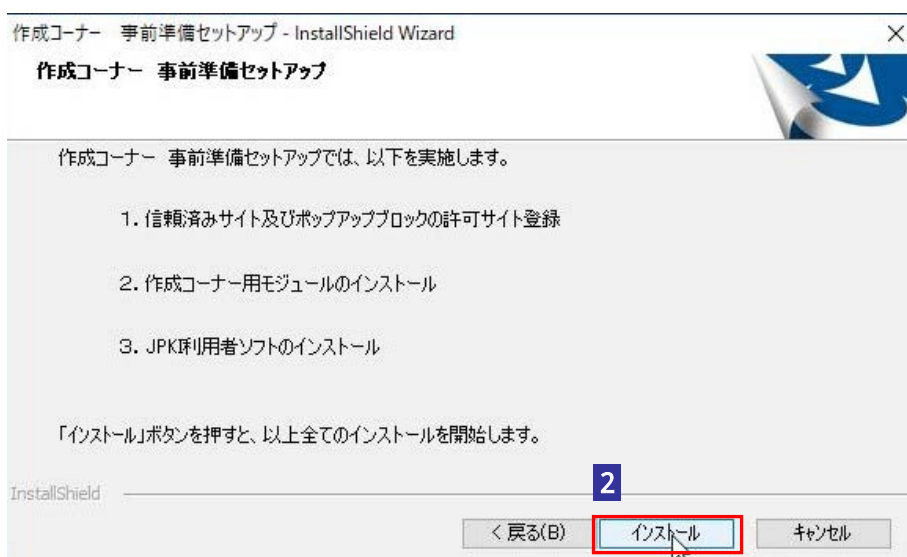 作成コーナー　事前準備セットアップ - InstallShield Wizard
作成コーナー 事前準備セットアップ
作成コーナー 事前準備セットアップでは、以下を実施します。
1．信頼済みサイト及びポップアップブロックの許可サイト登録
2．作成コーナー用モジュールのインストール
3．JPKI利用者ソフトのインストール
「インストール」ボタンを押すと、以上全てのインストールを開始します。
InstallShield
2
< 戻る(B) インストール キャンセル